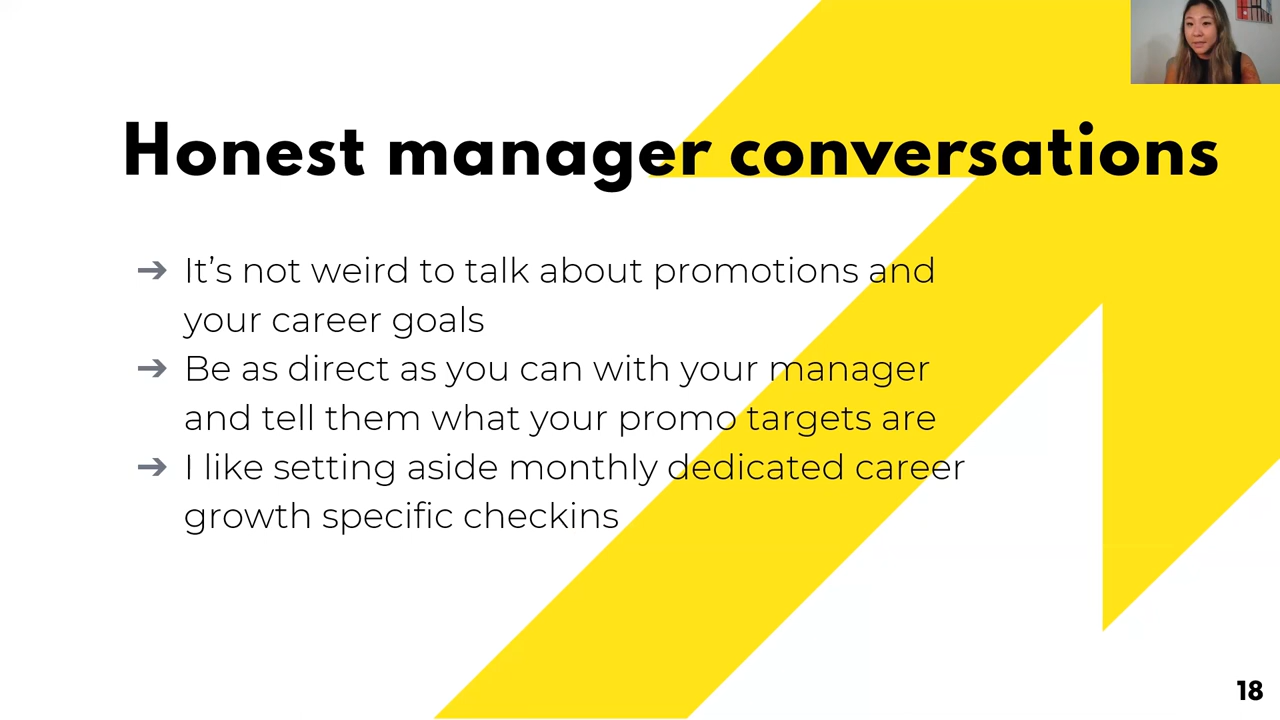 Honest manager conversations
➔ It’s not weird to talk about promotions and
your career goals
➔ Be as direct as you can with your manager
and tell them what your promo targets are
➔ I like setting aside monthly dedicated career
growth specific checkins
18